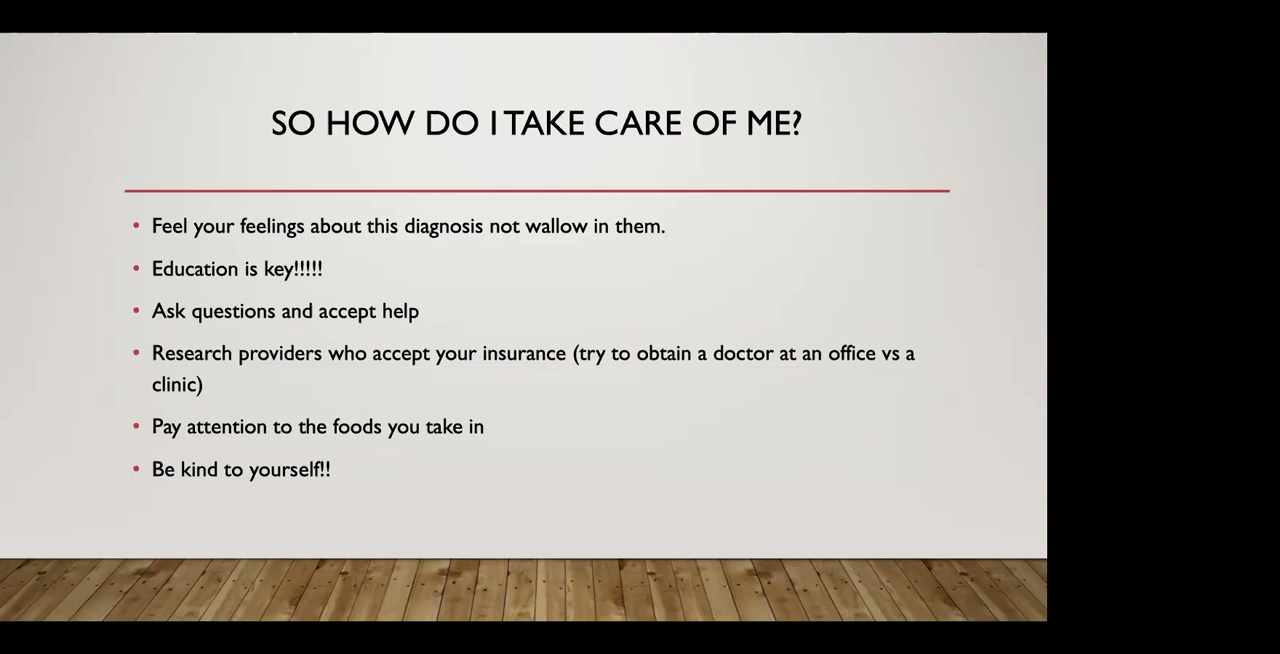 SO HOW DO I TAKE CARE OF ME?
• Feel your feelings about this diagnosis not wallow in them.
• Education is key!!!!!
• Ask questions and accept help
• Research providers who accept your insurance (try to obtain a doctor at an office vs a
clinic)
• Pay attention to the foods you take in
• Be kind to yourself!!